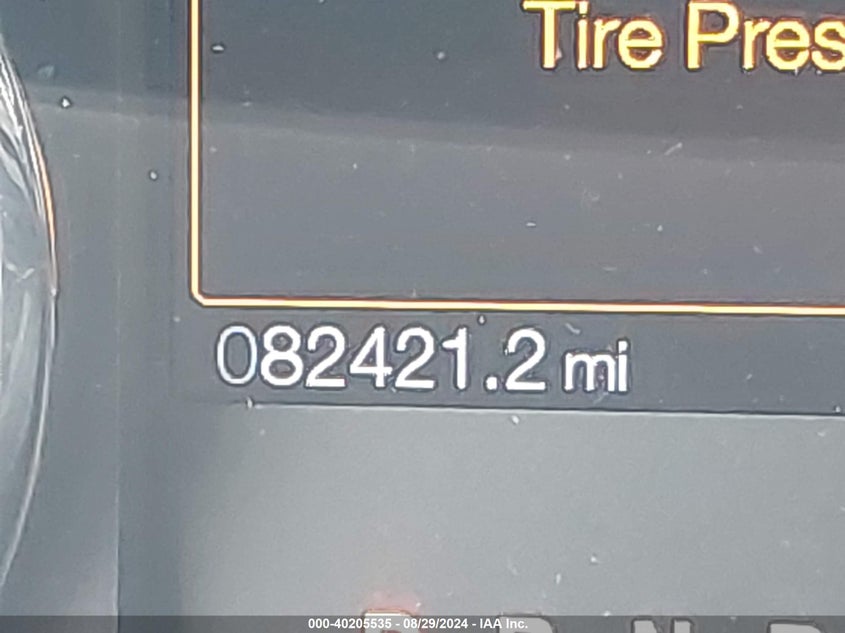 Tire Pres
082421.2 mi
000-40205535 - 08/29/2024 - IAA Inc.